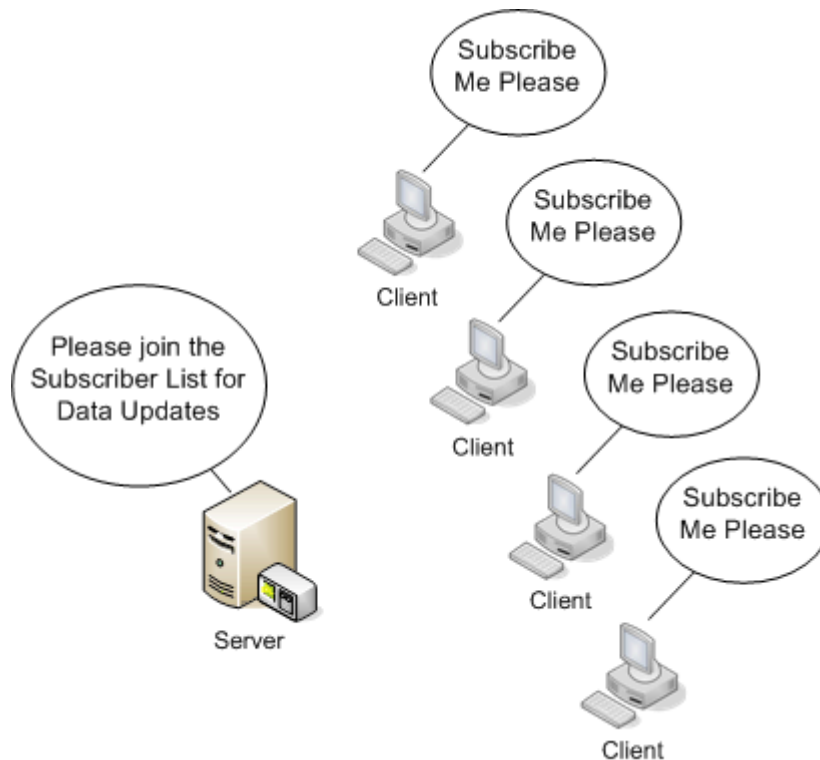 Subscribe
Me Please
Client
Subscribe
Me Please
Client
Please join the
Subscriber List for
Data Updates
Server
Subscribe
Me Please
Client
Subscribe
Me Please
Client